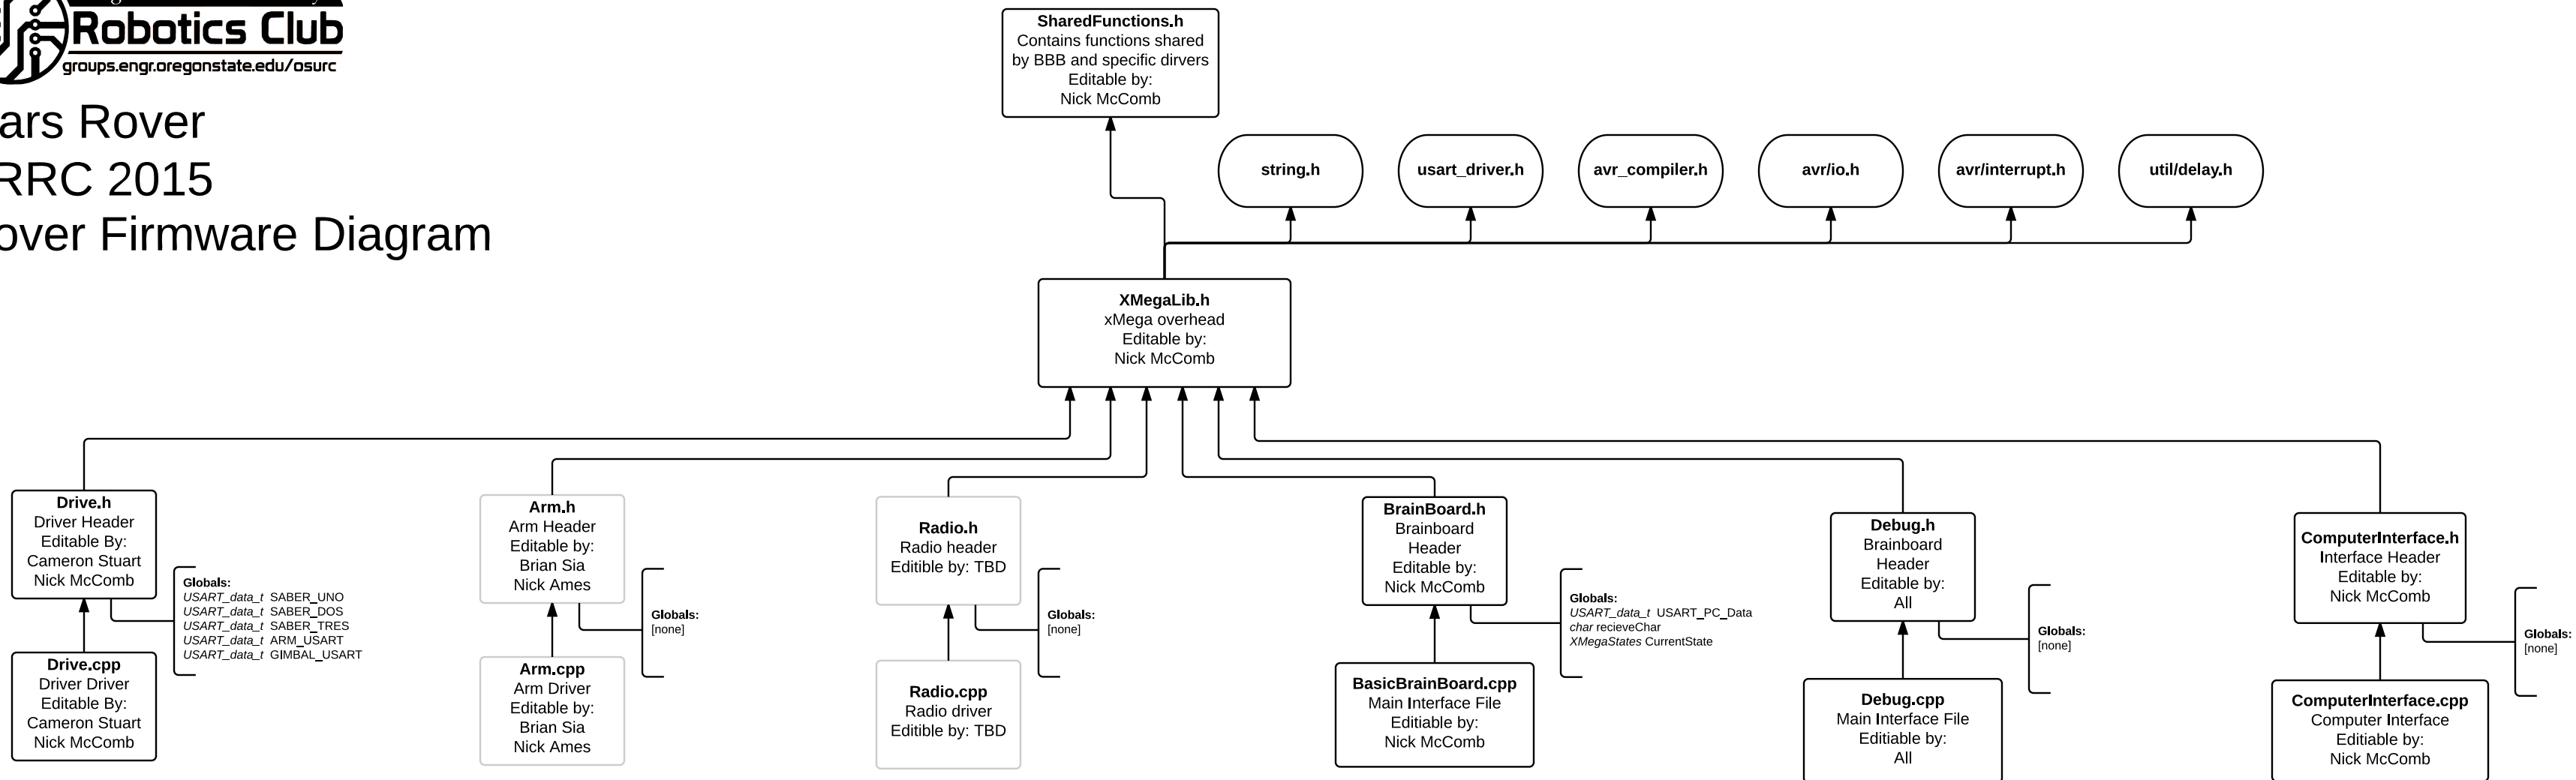 Robotics Club
groups.engr.oregonstate.edu/osurc
ars Rover
RRC 2015
over Firmware Diagram
SharedFunctions.h
Contains functions shared
by BBB and specific dirvers
Editable by:
Nick McComb
string.h
usart_driver.h
avr_compiler.h
avr/io.h
avr/interrupt.h
util/delay.h
XMegaLib.h
xMega overhead
Editable by:
Nick McComb
Drive.h
Driver Header
Editable By:
Cameron Stuart
Nick McComb
Globals:
USART_data_t SABER_UNO
USART_data_t SABER_DOS
USART_data_t SABER_TRES
USART_data_t ARM_USART
USART_data_t GIMBAL_USART
Drive.cpp
Driver Driver
Editable By:
Cameron Stuart
Nick McComb
Arm.h
Arm Header
Editable by:
Brian Sia
Nick Ames
Globals:
[none]
Arm.cpp
Arm Driver
Editable by:
Brian Sia
Nick Ames
Radio.h
Radio header
Editible by: TBD
Globals:
[none]
Radio.cpp
Radio driver
Editible by: TBD
BrainBoard.h
Brainboard
Header
Editable by:
Nick McComb
Globals:
USART_data_t USART_PC_Data
char recieveChar
XMegaStates CurrentState
BasicBrainBoard.cpp
Main Interface File
Editiable by:
Nick McComb
Debug.h
Brainboard
Header
Editable by:
All
Globals:
[none]
Debug.cpp
Main Interface File
Editiable by:
All
ComputerInterface.h
Interface Header
Editable by:
Nick McComb
Globals:
[none]
ComputerInterface.cpp
Computer Interface
Editiable by:
Nick McComb